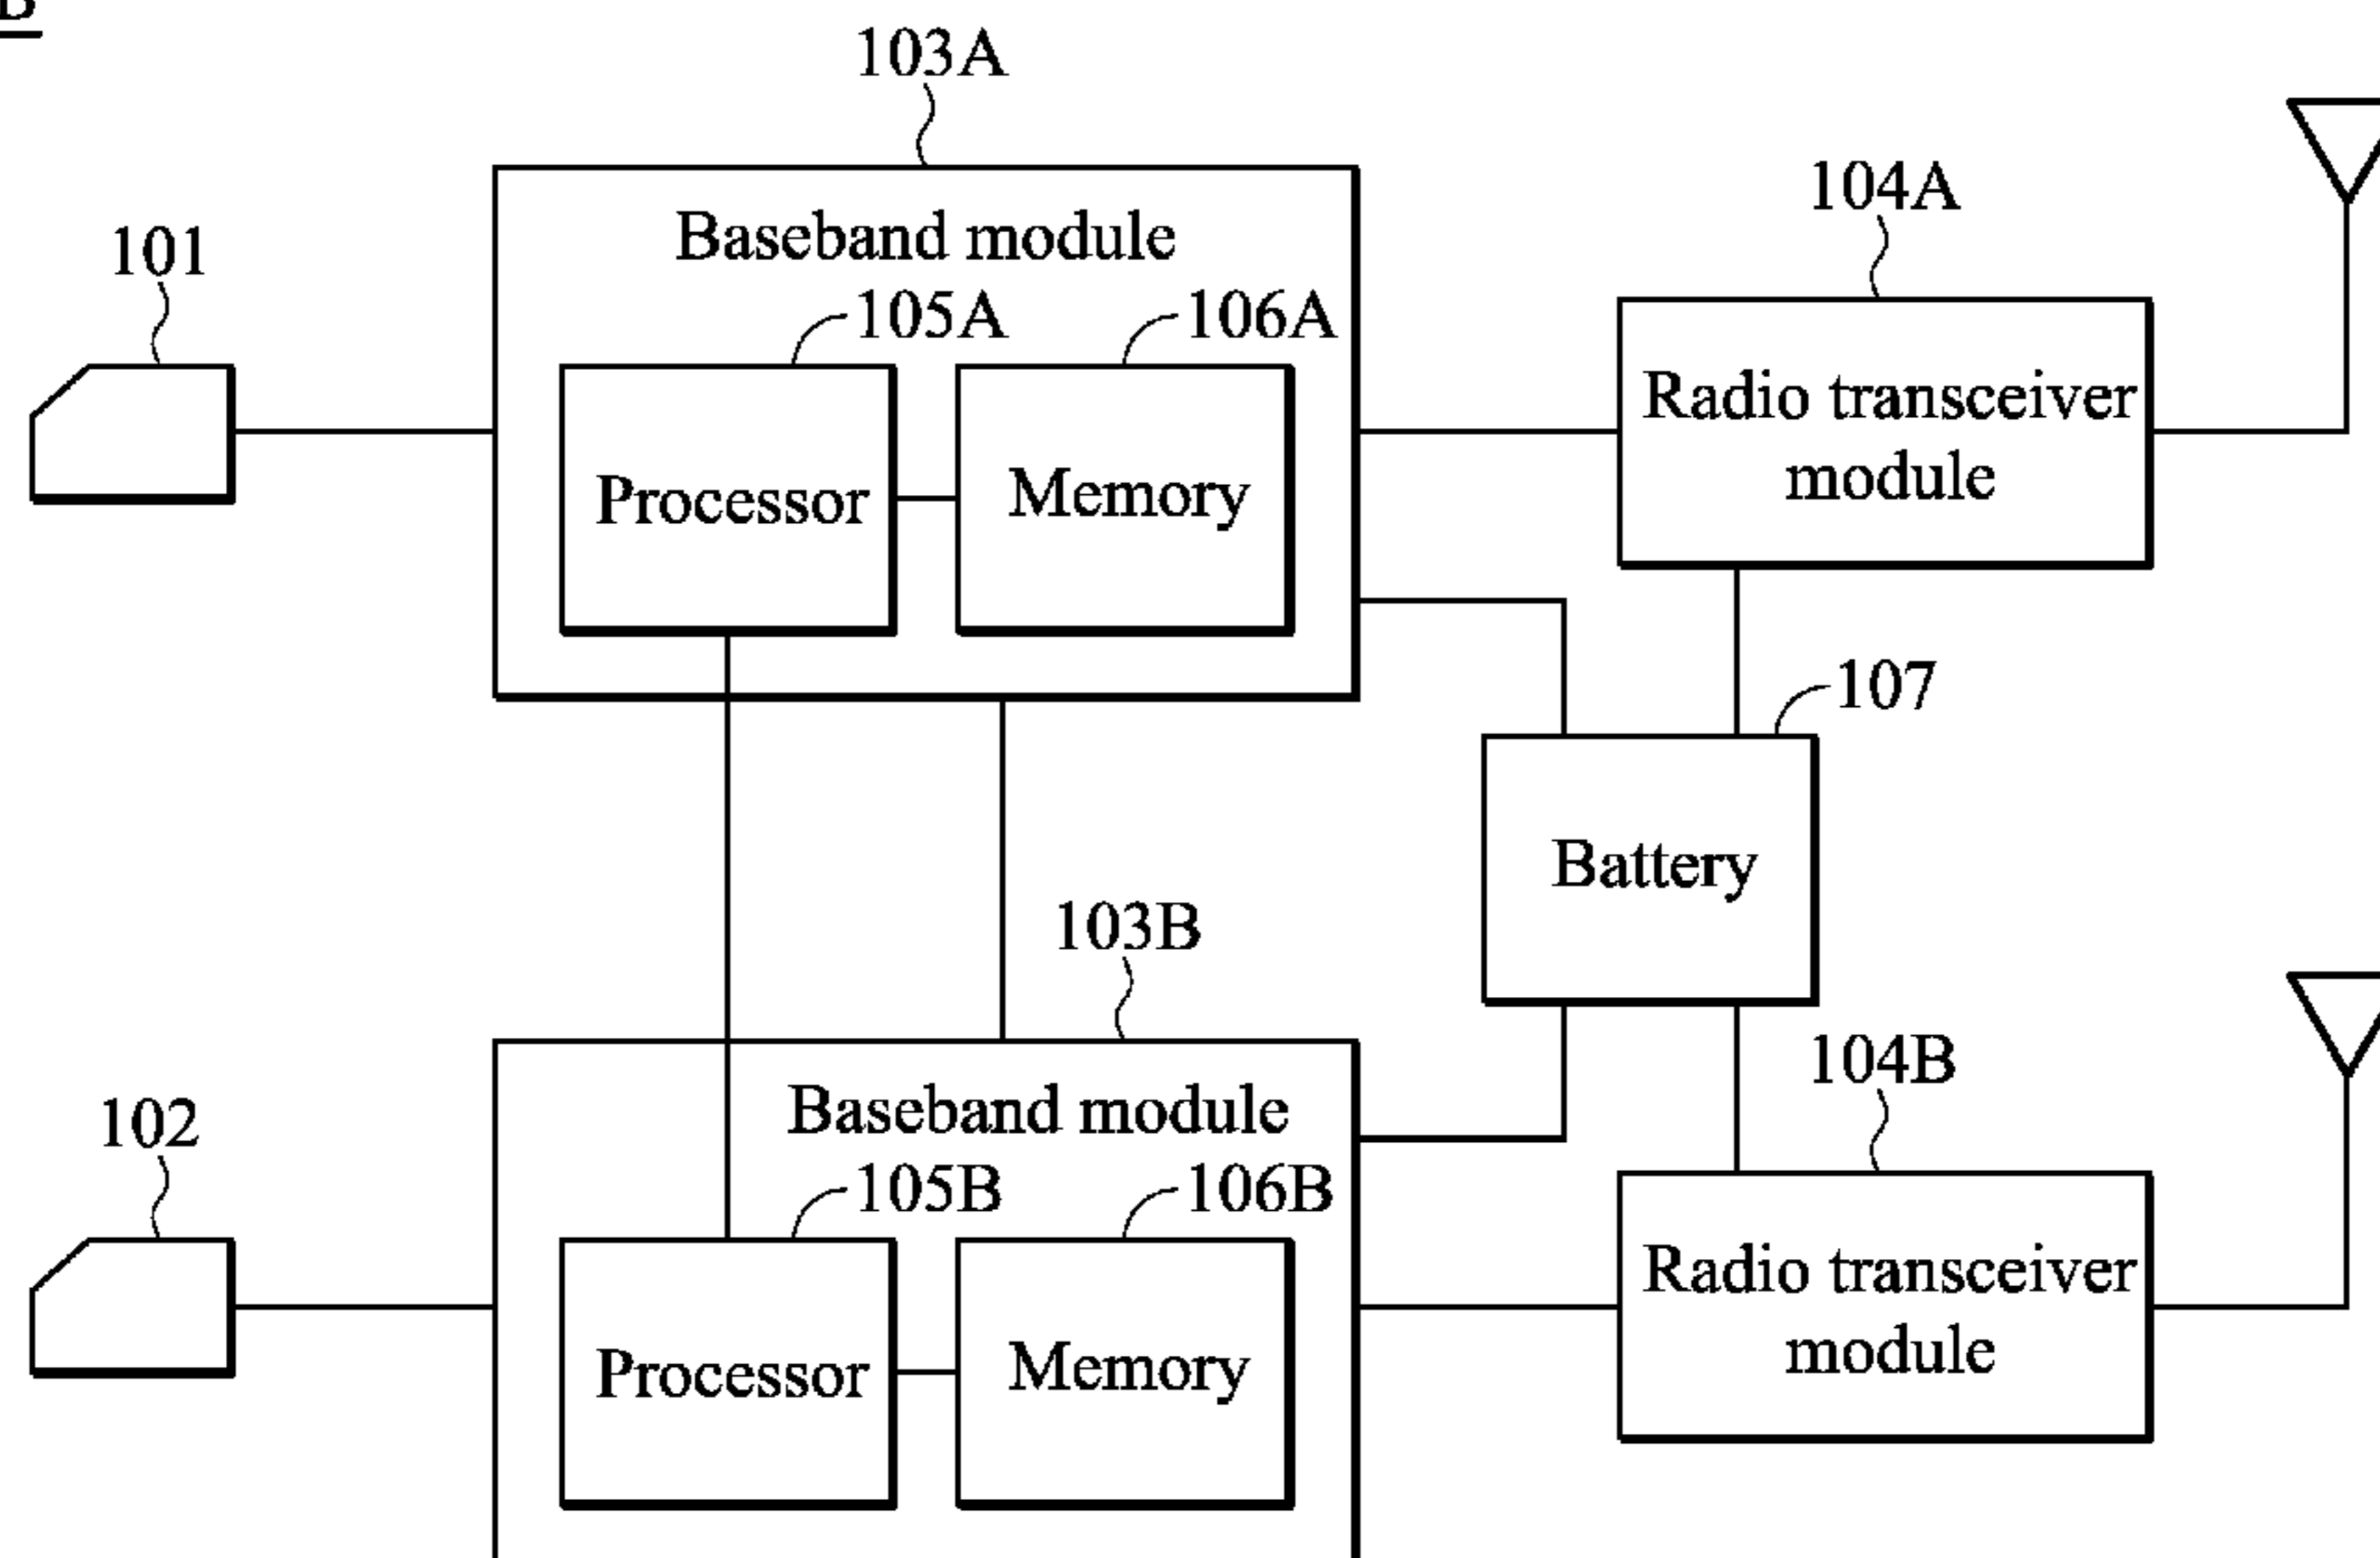 103A
104A
101
Baseband module
105A
106A
Radio transceiver
module
Processor
Memory
107
Battery
103B
104B
102
Baseband module
105B
106B
Radio transceiver
module
Processor
Memory